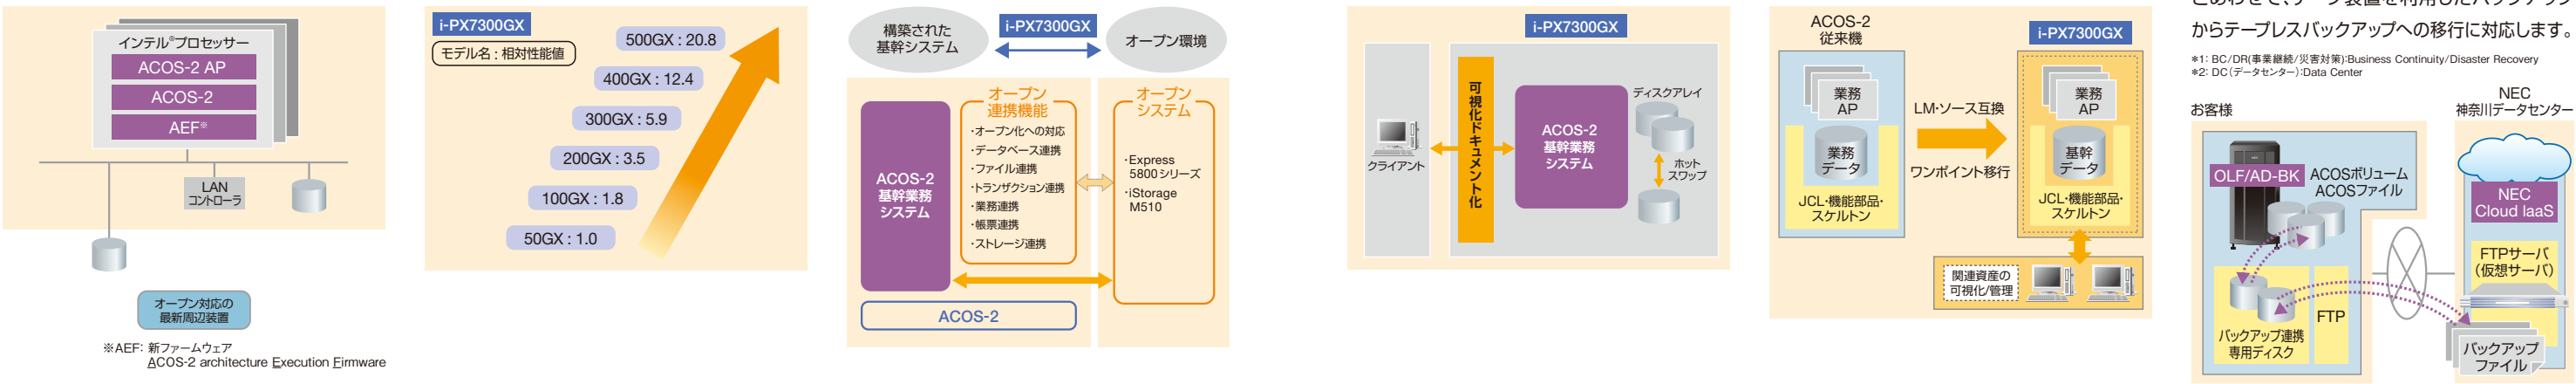 インテル®プロセッサー
ACOS-2 AP
ACOS-2
AEF※
LAN
コントローラ
オープン対応の
最新周辺装置
※AEF: 新ファームウェア
ACOS-2 architecture Execution Firmware
i-PX7300GX
モデル名 : 相対性能値
500GX : 20.8
400GX : 12.4
300GX : 5.9
200GX : 3.5
100GX : 1.8
50GX : 1.0
構築された
基幹システム
i-PX7300GX
オープン環境
ACOS-2
基幹業務
システム
オープン
連携機能
・オープン化への対応
・データベース連携
・ファイル連携
・トランザクション連携
・業務連携
・帳票連携
・ストレージ連携
オープン
システム
・Express
5800シリーズ
・iStorage
M510
ACOS-2
i-PX7300GX
クライアント
可視化ドキュメント化
ACOS-2
基幹業務
システム
ディスクアレイ
ホット
スワップ
ACOS-2
従来機
業務
AP
業務
データ
JCL・機能部品・
スケルトン
LM・ソース互換
ワンポイント移行
i-PX7300GX
業務
AP
基幹
データ
JCL・機能部品・
スケルトン
関連資産の
可視化/管理
からテープレスバックアップへの移行に対応します。
*1: BC/DR(事業継続/災害対策):Business Continuity/Disaster Recovery
*2: DC(データセンター):Data Center
お客様
NEC
神奈川データセンター
OLF/AD-BK
ACOSボリューム
ACOSファイル
NEC
Cloud IaaS
FTPサーバ
(仮想サーバ)
バックアップ連携
専用ディスク
FTP
バックアップ
ファイル